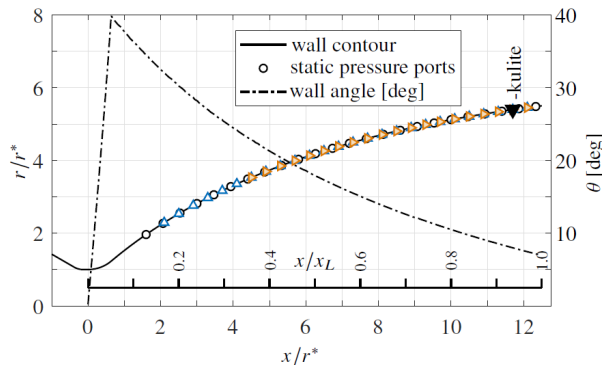 8
6
4
2
0
r/r*
wall contour
static pressure ports
wall angle [deg]
-kulite
40
30
20
10
0
θ [deg]
0.2
0.4
x/x_L
0.6
0.8
1.0
0 2 4 6 8 10 12
x/r*